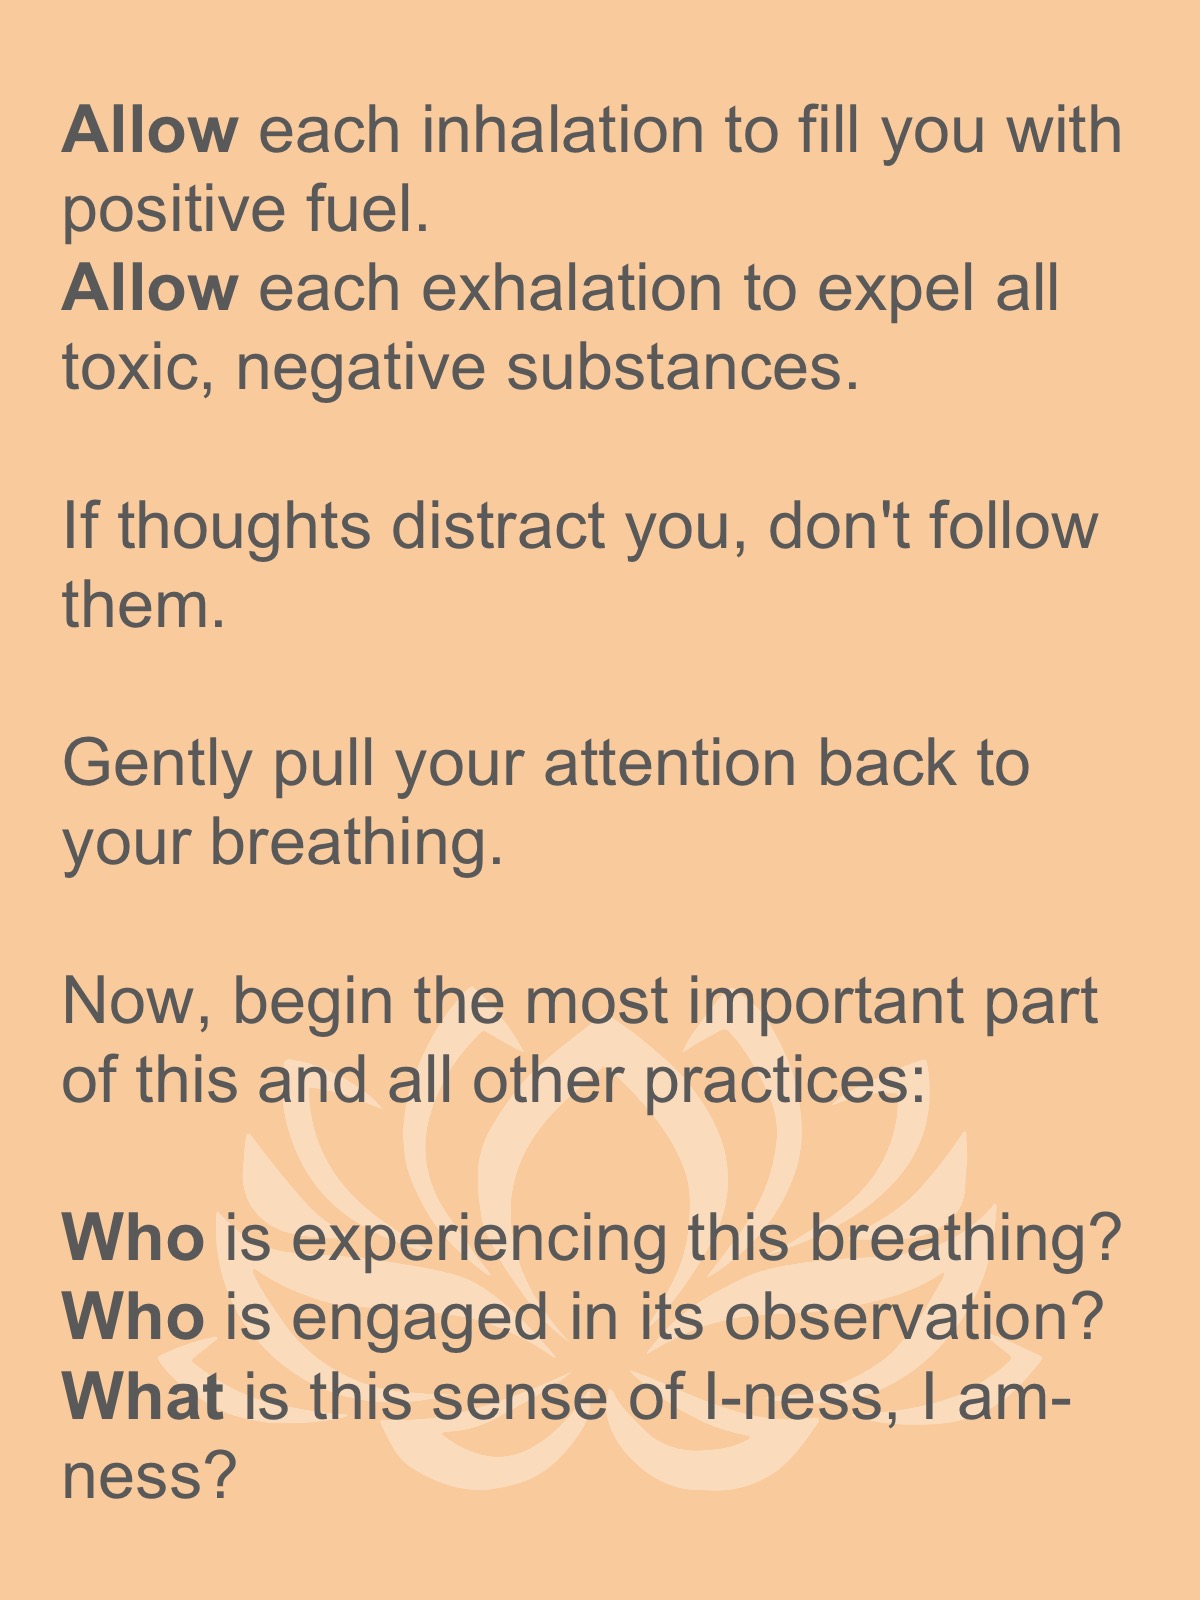 Allow each inhalation to fill you with
positive fuel.
Allow each exhalation to expel all
toxic, negative substances.
If thoughts distract you, don't follow
them.
Gently pull your attention back to
your breathing.
Now, begin the most important part
of this and all other practices:
Who is experiencing this breathing?
Who is engaged in its observation?
What is this sense of I-ness, I am-
ness?